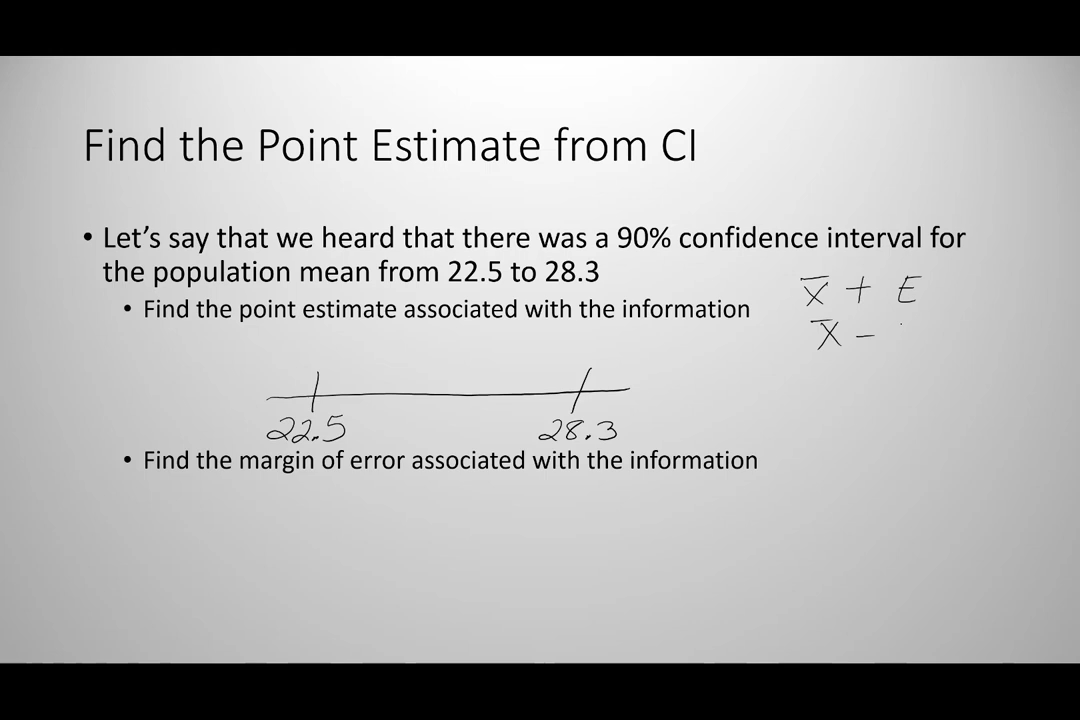 Find the Point Estimate from CI
• Let’s say that we heard that there was a 90% confidence interval for
the population mean from 22.5 to 28.3
x̄ + E
• Find the point estimate associated with the information
x̄ -
22.5 28.3
• Find the margin of error associated with the information